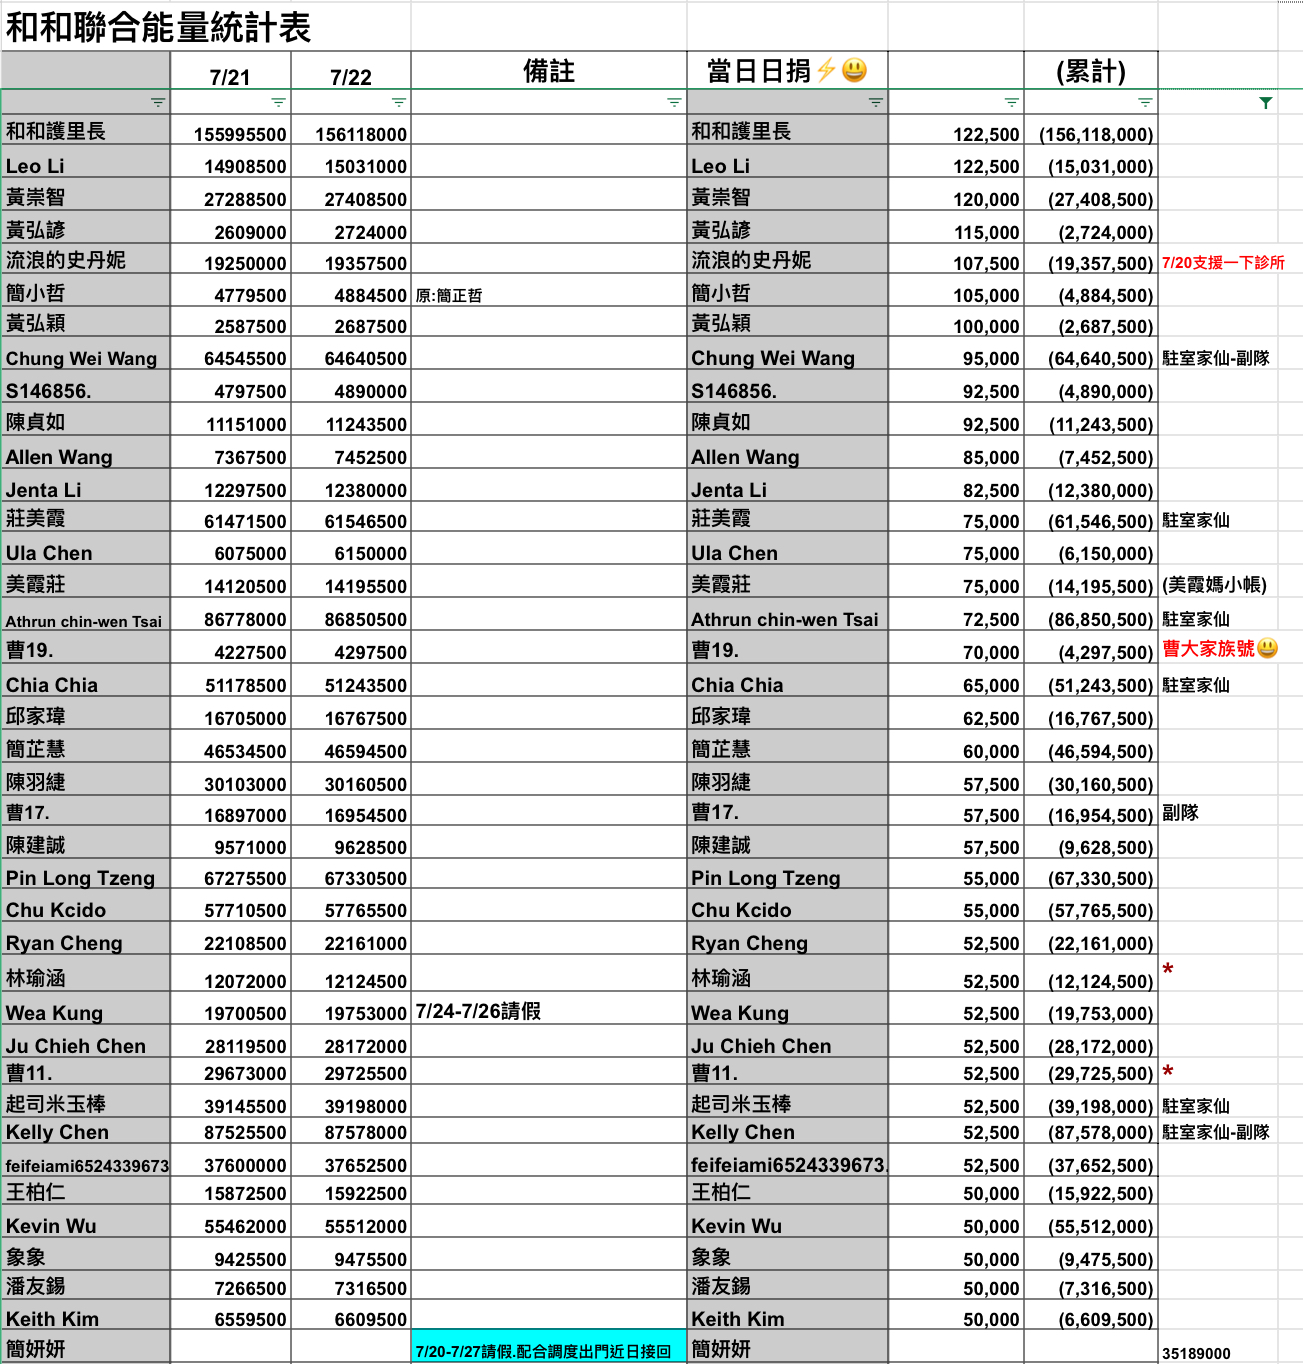 和和聯合能量統計表
7/21 7/22 備註 當日日捐⚡😃 (累計)
和和護里長 155995500 156118000 和和護里長 122,500 (156,118,000)
Leo Li 14908500 15031000 Leo Li 122,500 (15,031,000)
黃崇智 27288500 27408500 黃崇智 120,000 (27,408,500)
黃弘諺 2609000 2724000 黃弘諺 115,000 (2,724,000)
流浪的史丹妮 19250000 19357500 流浪的史丹妮 107,500 (19,357,500) 7/20支援一下診所
簡小哲 4779500 4884500 原:簡正哲 簡小哲 105,000 (4,884,500)
黃弘穎 2587500 2687500 黃弘穎 100,000 (2,687,500)
Chung Wei Wang 64545500 64640500 Chung Wei Wang 95,000 (64,640,500) 駐室家仙-副隊
S146856. 4797500 4890000 S146856. 92,500 (4,890,000)
陳貞如 11151000 11243500 陳貞如 92,500 (11,243,500)
Allen Wang 7367500 7452500 Allen Wang 85,000 (7,452,500)
Jenta Li 12297500 12380000 Jenta Li 82,500 (12,380,000)
莊美霞 61471500 61546500 莊美霞 75,000 (61,546,500) 駐室家仙
Ula Chen 6075000 6150000 Ula Chen 75,000 (6,150,000)
美霞莊 14120500 14195500 美霞莊 75,000 (14,195,500) (美霞媽小帳)
Athrun chin-wen Tsai 86778000 86850500 Athrun chin-wen Tsai 72,500 (86,850,500) 駐室家仙
曹19. 4227500 4297500 曹19. 70,000 (4,297,500) 曹大家族號😃
Chia Chia 51178500 51243500 Chia Chia 65,000 (51,243,500) 駐室家仙
邱家瑋 16705000 16767500 邱家瑋 62,500 (16,767,500)
簡芷慧 46534500 46594500 簡芷慧 60,000 (46,594,500)
陳羽緁 30103000 30160500 陳羽緁 57,500 (30,160,500)
曹17. 16897000 16954500 曹17. 57,500 (16,954,500) 副隊
陳建誠 9571000 9628500 陳建誠 57,500 (9,628,500)
Pin Long Tzeng 67275500 67330500 Pin Long Tzeng 55,000 (67,330,500)
Chu Kcido 57710500 57765500 Chu Kcido 55,000 (57,765,500)
Ryan Cheng 22108500 22161000 Ryan Cheng 52,500 (22,161,000)
林瑜涵 12072000 12124500 林瑜涵 52,500 (12,124,500) *
Wea Kung 19700500 19753000 7/24-7/26請假 Wea Kung 52,500 (19,753,000)
Ju Chieh Chen 28119500 28172000 Ju Chieh Chen 52,500 (28,172,000)
曹11. 29673000 29725500 曹11. 52,500 (29,725,500) *
起司米玉棒 39145500 39198000 起司米玉棒 52,500 (39,198,000) 駐室家仙
Kelly Chen 87525500 87578000 Kelly Chen 52,500 (87,578,000) 駐室家仙-副隊
feifeiami6524339673 37600000 37652500 feifeiami6524339673. 52,500 (37,652,500)
王柏仁 15872500 15922500 王柏仁 50,000 (15,922,500)
Kevin Wu 55462000 55512000 Kevin Wu 50,000 (55,512,000)
象象 9425500 9475500 象象 50,000 (9,475,500)
潘友錫 7266500 7316500 潘友錫 50,000 (7,316,500)
Keith Kim 6559500 6609500 Keith Kim 50,000 (6,609,500)
簡妍妍 7/20-7/27請假.配合調度出門近日接回 簡妍妍 35189000